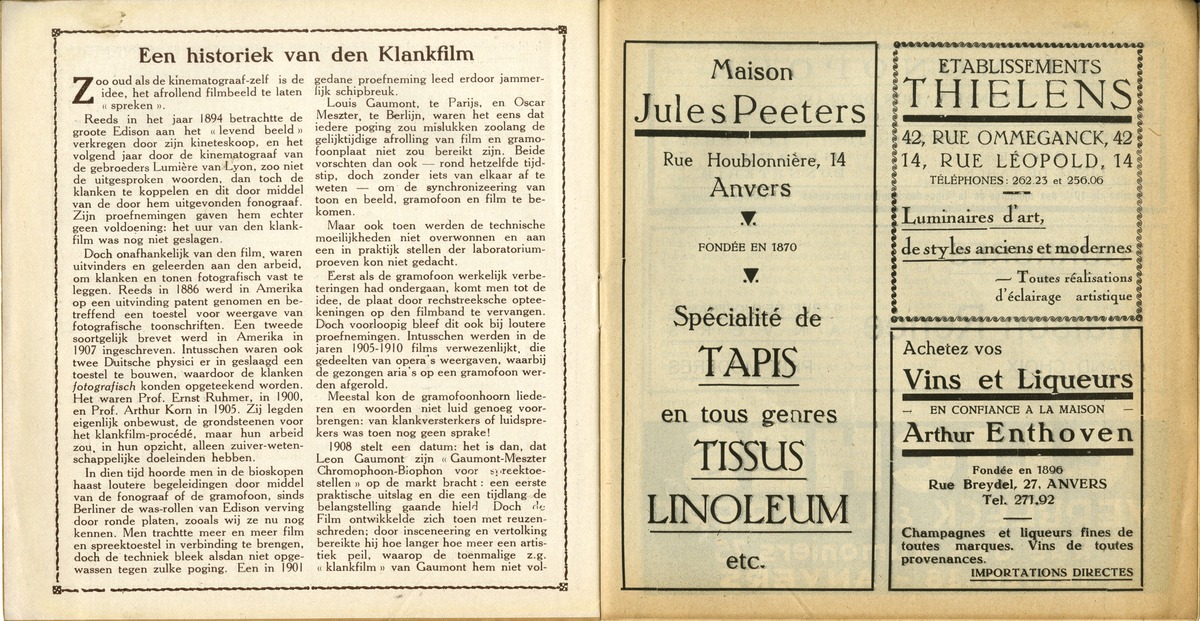 Een historiek van den Klankfilm
Zoo oud als de kinematograaf-zelf is de
idee, het afrollend filmbeeld te laten
« spreken ».
Reeds in het jaar 1894 betrachtte de
groote Edison aan het « levend beeld »
verkregen door zijn kineteskoop, en het
volgend jaar door de kinematograaf van
de gebroeders Lumière van Lyon, zoo niet
de uitgesproken woorden, dan toch de
klanken te koppelen en dit door middel
van de door hem uitgevonden fonograaf.
Zijn proefnemingen gaven hem echter
geen voldoening: het uur van den klank-
film was nog niet geslagen.
Doch onafhankelijk van den film, waren
uitvinders en geleerden aan den arbeid,
om klanken en tonen fotografisch vast te
leggen. Reeds in 1886 werd in Amerika
op een uitvinding patent genomen en be-
treffend een toestel voor weergave van
fotografische toonschriften. Een tweede
soortgelijk brevet werd in Amerika in
1907 ingeschreven. Intusschen waren ook
twee Duitsche physici er in geslaagd een
toestel te bouwen, waardoor de klanken
fotografisch konden opgeteekend worden.
Het waren Prof. Ernst Ruhmer, in 1900,
en Prof. Arthur Korn in 1905. Zij legden
eigenlijk onbewust, de grondsteenen voor
het klankfilm-procédé, maar hun arbeid
zou, in hun opzicht, alleen zuiver-weten-
schappelijke doeleinden hebben.
In dien tijd hoorde men in de bioskopen
haast loutere begeleidingen door middel
van de fonograaf of de gramofoon, sinds
Berliner de was-rollen van Edison verving
door ronde platen, zooals wij ze nu nog
kennen. Men trachtte meer en meer film
en spreektoestel in verbinding te brengen,
doch de techniek bleek alsdan niet opge-
wassen tegen zulke poging. Een in 1901
gedane proefneming leed erdoor jammer-
lijk schipbreuk.
Louis Gaumont, te Parijs, en Oscar
Meszter, te Berlijn, waren het eens dat
iedere poging zou mislukken zoolang de
gelijktijdige afrolling van film en gramo-
foonplaat niet zou bereikt zijn. Beide
vorschten dan ook — rond hetzelfde tijd-
stip, doch zonder iets van elkaar af te
weten — om de synchronizeering van
toon en beeld, gramofoon en film te be-
komen.
Maar ook toen werden de technische
moeilijkheden niet overwonnen en aan
een in praktijk stellen der laboratorium-
proeven kon niet gedacht.
Eerst als de gramofoon werkelijk verbe-
teringen had ondergaan, komt men tot de
idee, de plaat door rechstreeksche optee-
keningen op den filmband te vervangen.
Doch voorloopig bleef dit ook bij loutere
proefnemingen. Intusschen werden in de
jaren 1905-1910 films verwezenlijkt, die
gedeelten van opera's weergaven, waarbij
de gezongen aria's op een gramofoon wer-
den afgerold.
Meestal kon de gramofoonhoorn liede-
ren en woorden niet luid genoeg voor-
brengen: van klankversterkers of luidspre-
kers was toen nog geen sprake!
1908 stelt een datum: het is dan, dat
Leon Gaumont zijn « Gaumont-Meszter
Chromophoon-Biophon voor spreektoe-
stellen » op de markt bracht : een eerste
praktische uitslag en die een tijdlang de
belangstelling gaande hield Doch de
Film ontwikkelde zich toen met reuzen-
schreden; door insceneering en vertolking
bereikte hij hoe langer hoe meer een artis-
tiek peil, waarop de toenmalige z.g.
« klankfilm » van Gaumont hem niet vol-
Maison
Jules Peeters
Rue Houblonnière, 14
Anvers
FONDÉE EN 1870
Spécialité de
TAPIS
en tous genres
TISSUS
LINOLEUM
etc.
ETABLISSEMENTS
THIELENS
42, RUE OMMEGANCK, 42
14, RUE LÉOPOLD, 14
TÉLÉPHONES: 262.23 et 256.06
Luminaires d'art,
de styles anciens et modernes
— Toutes réalisations
d'éclairage artistique
Achetez vos
Vins et Liqueurs
— EN CONFIANCE A LA MAISON —
Arthur Enthoven
Fondée en 1896
Rue Breydel, 27, ANVERS
Tel. 271.92
Champagnes et liqueurs fines de
toutes marques. Vins de toutes
provenances.
IMPORTATIONS DIRECTES